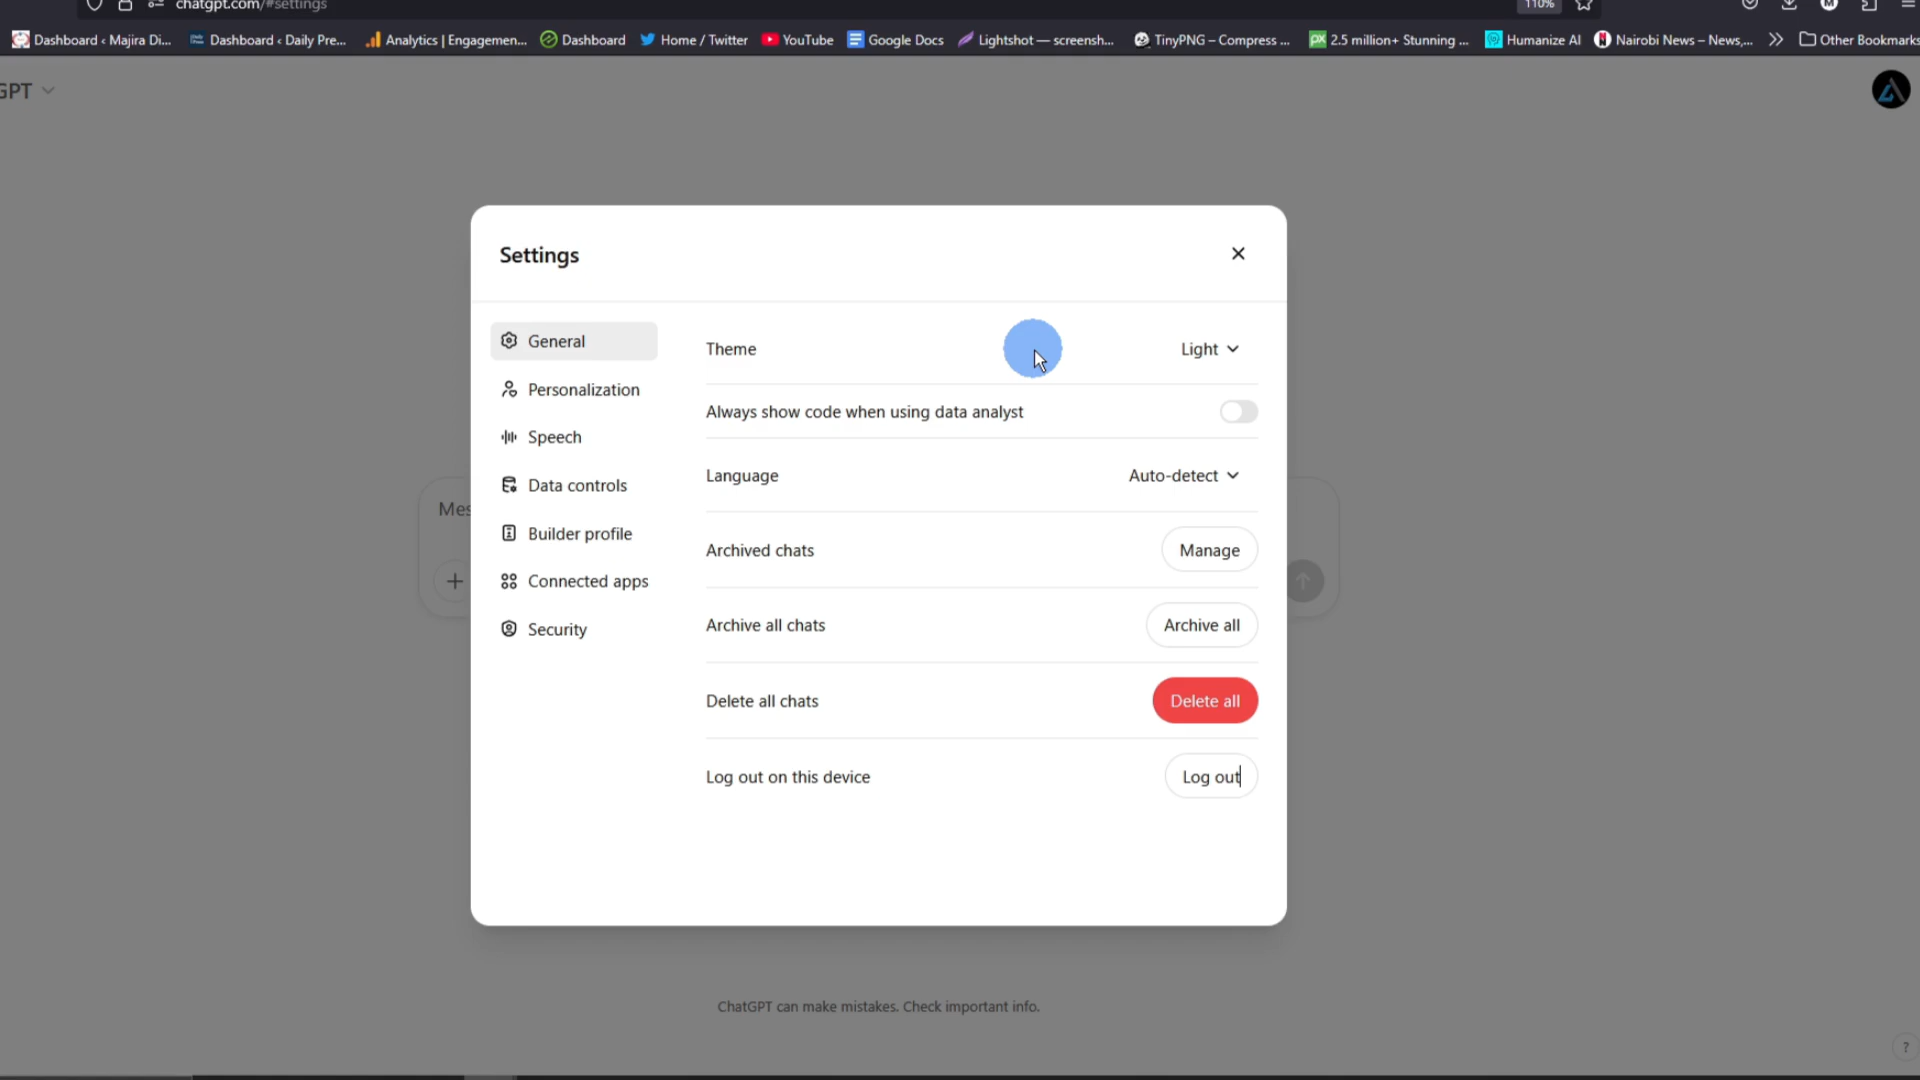 chatgpt.com/#settings
110%
Dashboard ‹ Majira Di... Dashboard ‹ Daily Pre... Analytics | Engagemen... Dashboard Home / Twitter YouTube Google Docs Lightshot — screensh... TinyPNG – Compress ... 2.5 million+ Stunning ... Humanize AI Nairobi News – News,... Other Bookmarks
GPT
Settings
General
Personalization
Speech
Data controls
Builder profile
Connected apps
Security
Theme Light
Always show code when using data analyst
Language Auto-detect
Archived chats Manage
Archive all chats Archive all
Delete all chats Delete all
Log out on this device Log out
Mes
ChatGPT can make mistakes. Check important info.
?